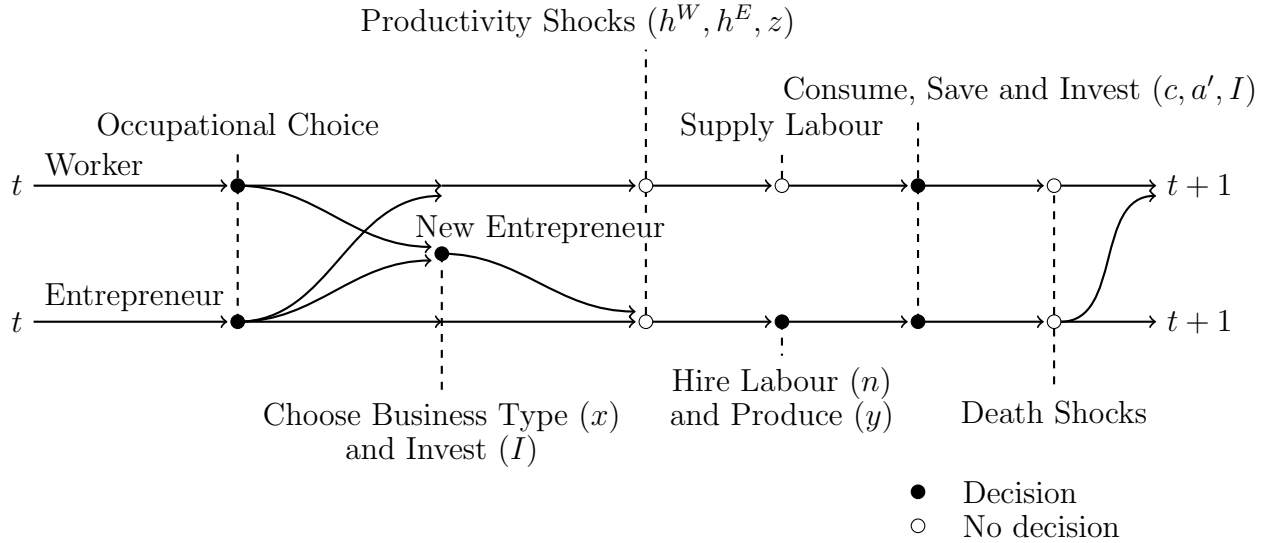 Productivity Shocks (h^W, h^E, z)
Consume, Save and Invest (c, a′, I)
Occupational Choice
Supply Labour
Worker
t
t + 1
New Entrepreneur
Entrepreneur
t
t + 1
Hire Labour (n)
and Produce (y)
Choose Business Type (x)
and Invest (I)
Death Shocks
Decision
No decision